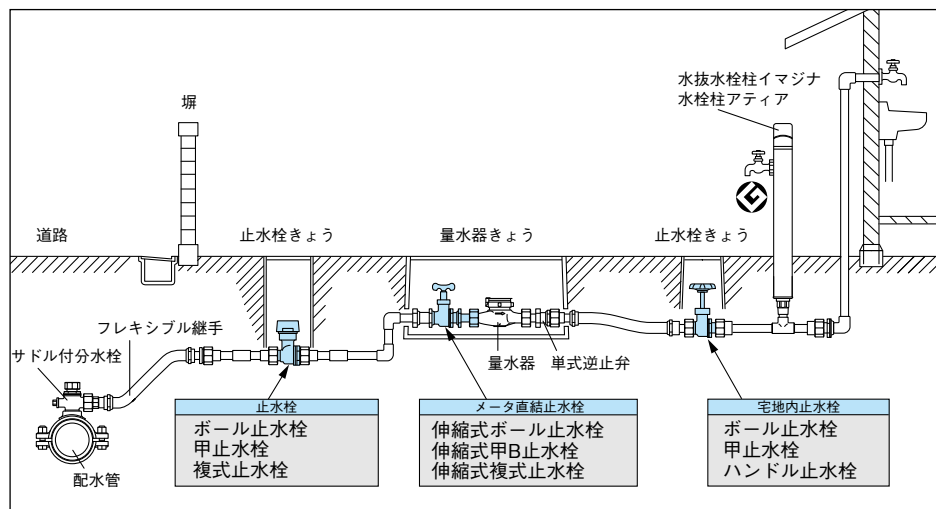 水抜水栓柱イマジナ
水栓柱アティア
塀
道路
止水栓きょう
量水器きょう
止水栓きょう
フレキシブル継手
サドル付分水栓
量水器
単式逆止弁
配水管
止水栓
ボール止水栓
甲止水栓
複式止水栓
メータ直結止水栓
伸縮式ボール止水栓
伸縮式甲B止水栓
伸縮式複式止水栓
宅地内止水栓
ボール止水栓
甲止水栓
ハンドル止水栓